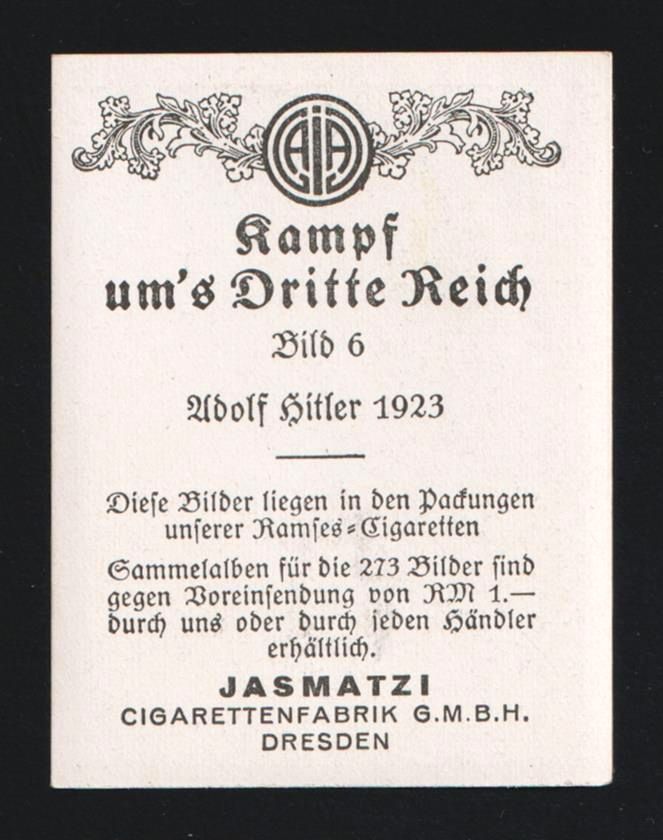 AiA
Kampf
um's Dritte Reich
Bild 6
Adolf Hitler 1923
Diese Bilder liegen in den Packungen
unserer Ramses-Cigaretten
Sammelalben für die 273 Bilder sind
gegen Voreinsendung von RM 1.—
durch uns oder durch jeden Händler
erhältlich.
JASMATZI
CIGARETTENFABRIK G.M.B.H.
DRESDEN